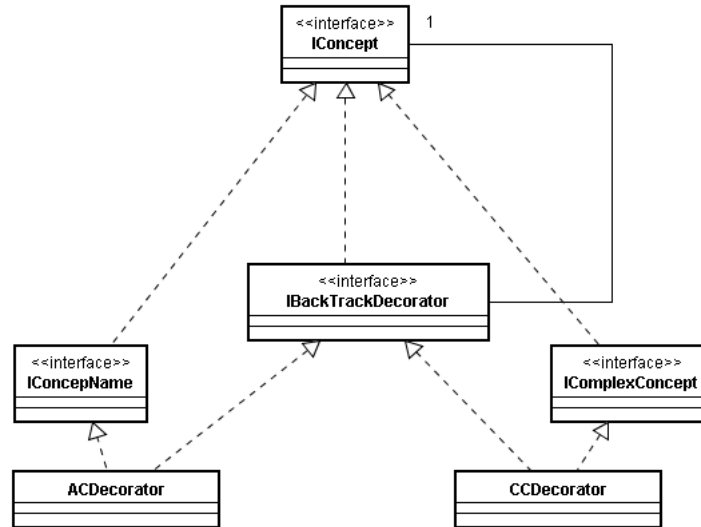 <<interface>>
IConcept
1
<<interface>>
IBackTrackDecorator
<<interface>>
IConcepName
<<interface>>
IComplexConcept
ACDecorator
CCDecorator